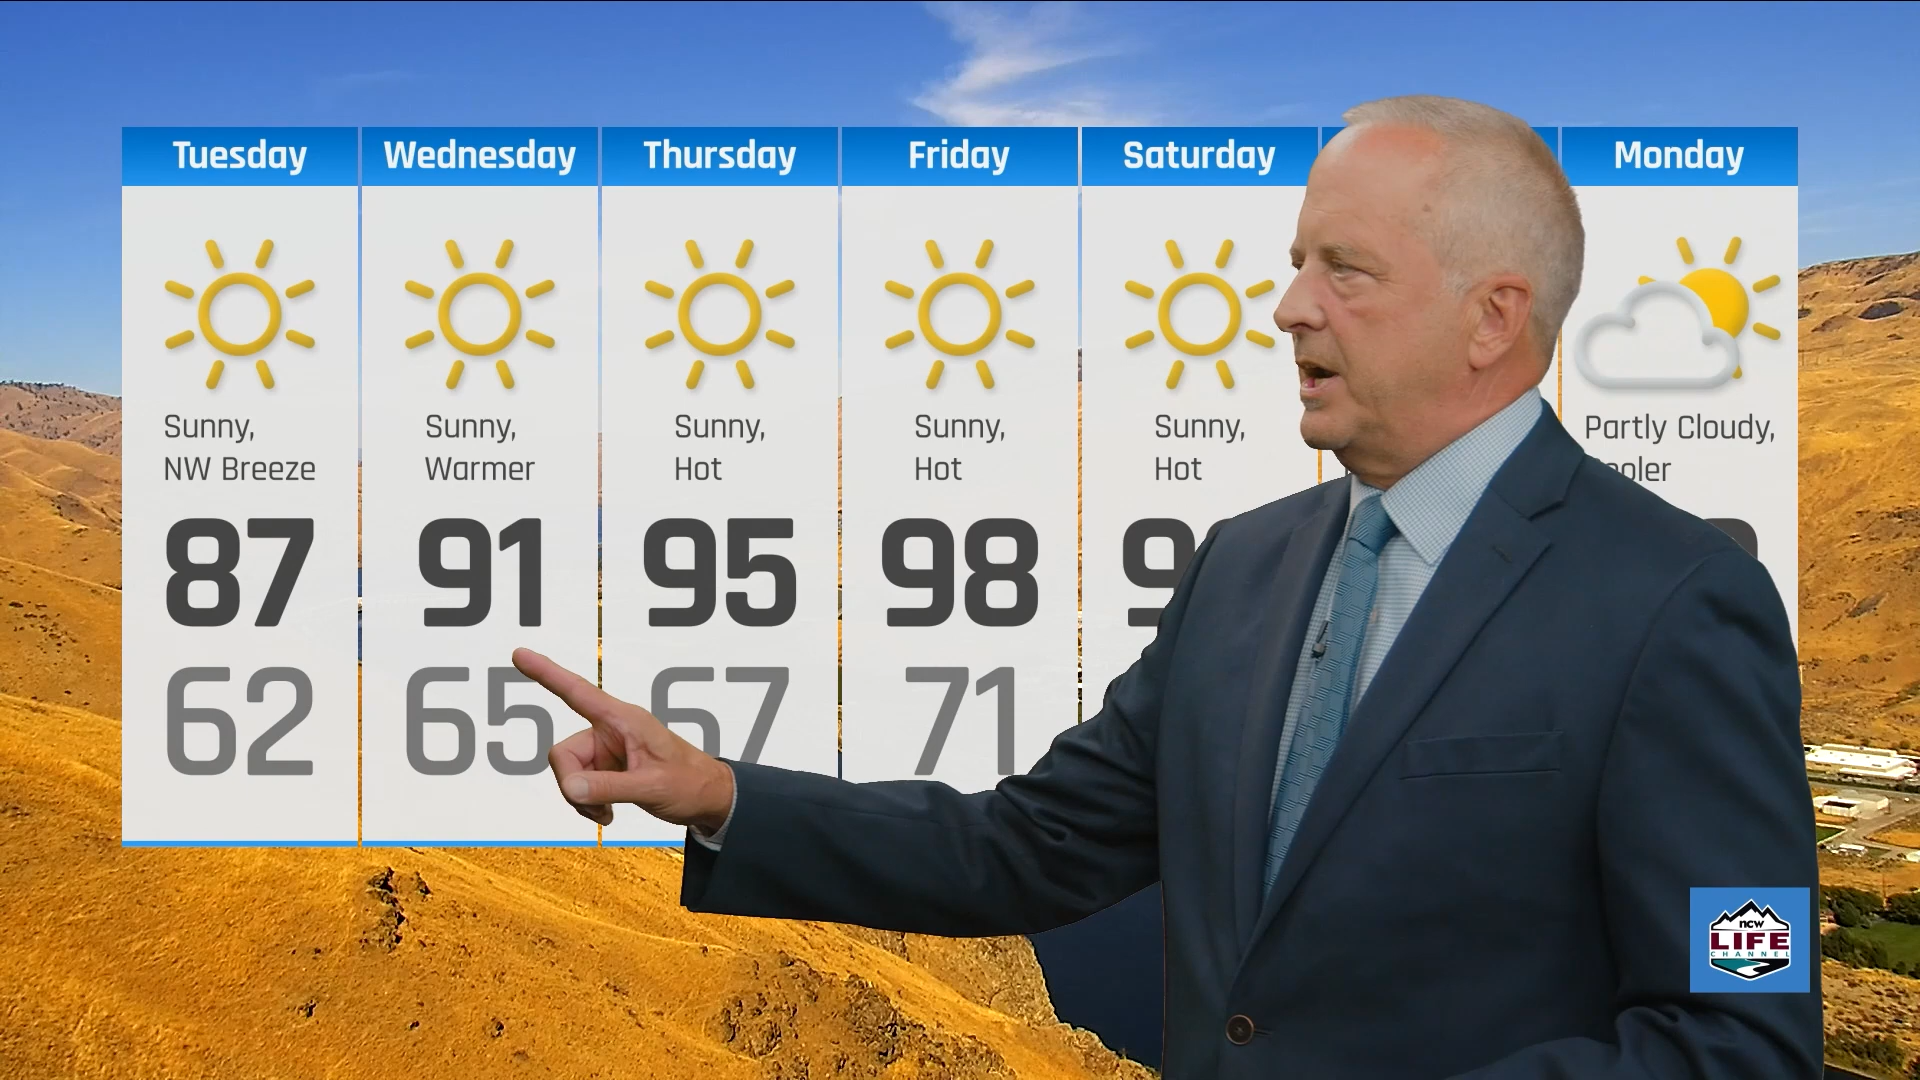 Tuesday
Wednesday
Thursday
Friday
Saturday
Monday
Sunny,
NW Breeze
Sunny,
Warmer
Sunny,
Hot
Sunny,
Hot
Sunny,
Hot
Partly Cloudy,
87
91
95
98
62
65
67
71
ncw
LIFE
CHANNEL